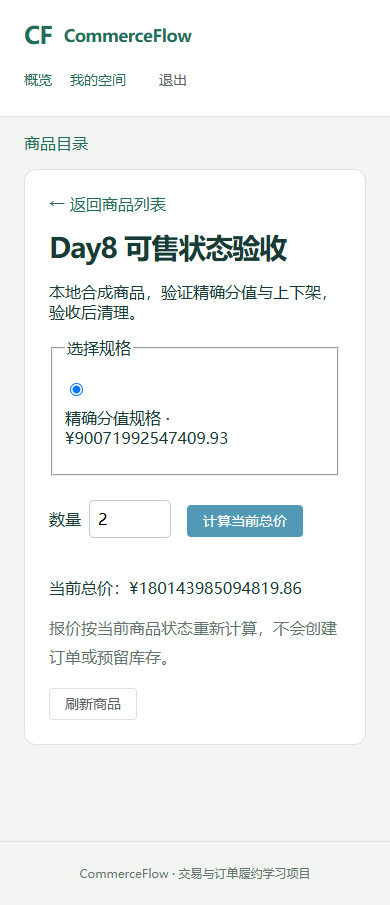 CF CommerceFlow
概览 我的空间 退出
商品目录
← 返回商品列表
Day8 可售状态验收
本地合成商品，验证精确分值与上下架，
验收后清理。
选择规格
精确分值规格 ·
¥90071992547409.93
数量 2 计算当前总价
当前总价：¥180143985094819.86
报价按当前商品状态重新计算，不会创建
订单或预留库存。
刷新商品
CommerceFlow · 交易与订单履约学习项目